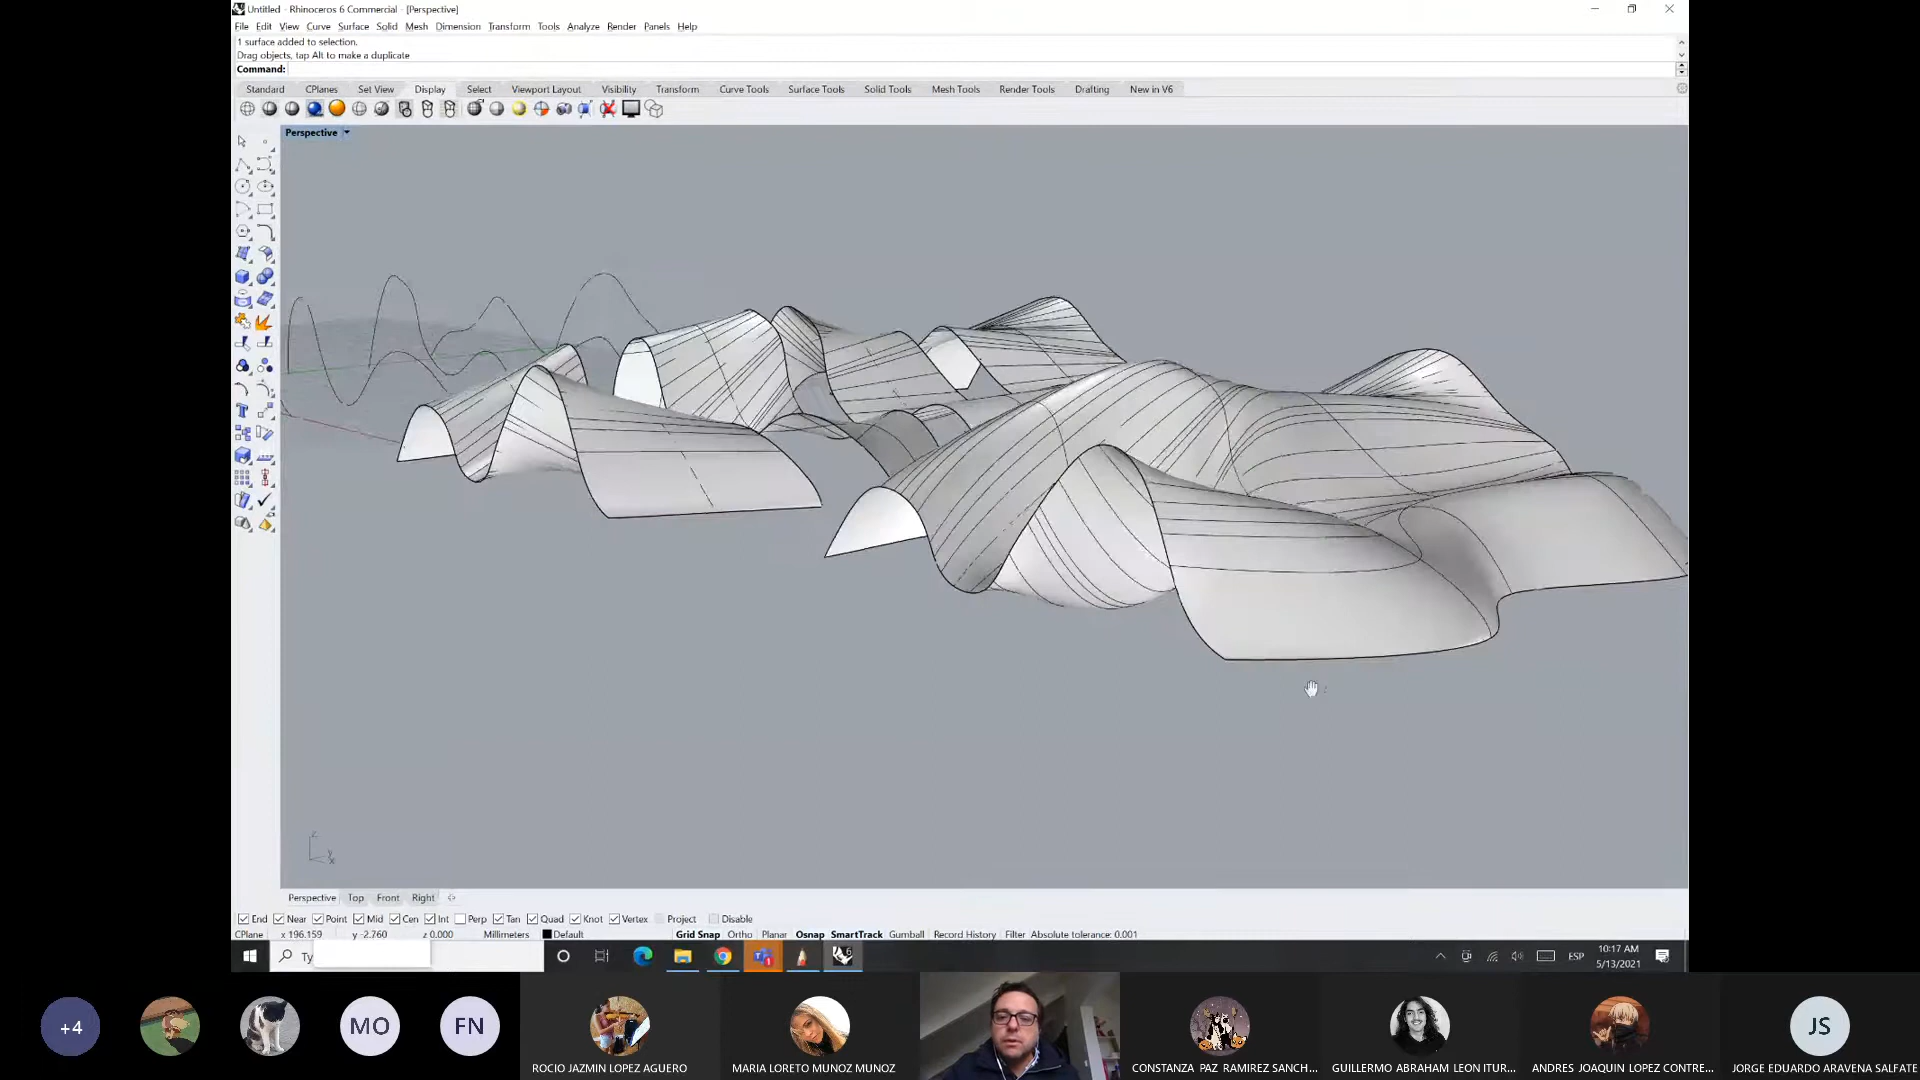 Untitled - Rhinoceros 6 Commercial - [Perspective]
File Edit View Curve Surface Solid Mesh Dimension Transform Tools Analyze Render Panels Help
1 surface added to selection.
Drag objects, tap Alt to make a duplicate
Command:
Standard CPlanes Set View Display Select Viewport Layout Visibility Transform Curve Tools Surface Tools Solid Tools Mesh Tools Render Tools Drafting New in V6
Perspective
z
y
x
Perspective Top Front Right
End Near Point Mid Cen Int Perp Tan Quad Knot Vertex Project Disable
CPlane x 196.159 y -2.760 z 0.000 Millimeters Default Grid Snap Ortho Planar Osnap SmartTrack Gumball Record History Filter Absolute tolerance: 0.001
Ty
ESP
10:17 AM
5/13/2021
+4 MO FN JS
ROCIO JAZMIN LOPEZ AGUERO MARIA LORETO MUNOZ MUNOZ CONSTANZA PAZ RAMIREZ SANCH... GUILLERMO ABRAHAM LEON ITUR... ANDRES JOAQUIN LOPEZ CONTRE... JORGE EDUARDO ARAVENA SALFATE